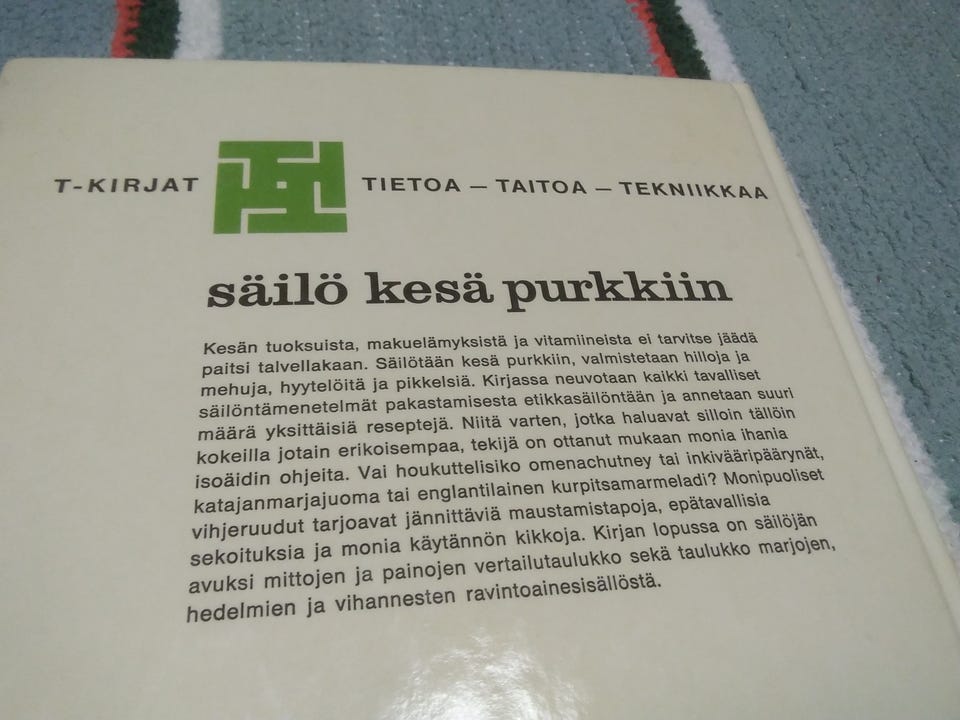 T-KIRJAT TIETOA — TAITOA — TEKNIIKKAA
säilö kesä purkkiin
Kesän tuoksuista, makuelämyksistä ja vitamiineista ei tarvitse jäädä
paitsi talvellakaan. Säilötään kesä purkkiin, valmistetaan hilloja ja
mehuja, hyytelöitä ja pikkelsiä. Kirjassa neuvotaan kaikki tavalliset
säilöntämenetelmät pakastamisesta etikkasäilöntään ja annetaan suuri
määrä yksittäisiä reseptejä. Niitä varten, jotka haluavat silloin tällöin
kokeilla jotain erikoisempaa, tekijä on ottanut mukaan monia ihania
isoäidin ohjeita. Vai houkuttelisiko omenachutney tai inkivääripäärynät,
katajanmarjajuoma tai englantilainen kurpitsamarmeladi? Monipuoliset
vihjeruudut tarjoavat jännittäviä maustamistapoja, epätavallisia
sekoituksia ja monia käytännön kikkoja. Kirjan lopussa on säilöjän
avuksi mittojen ja painojen vertailutaulukko sekä taulukko marjojen,
hedelmien ja vihannesten ravintoainesisällöstä.